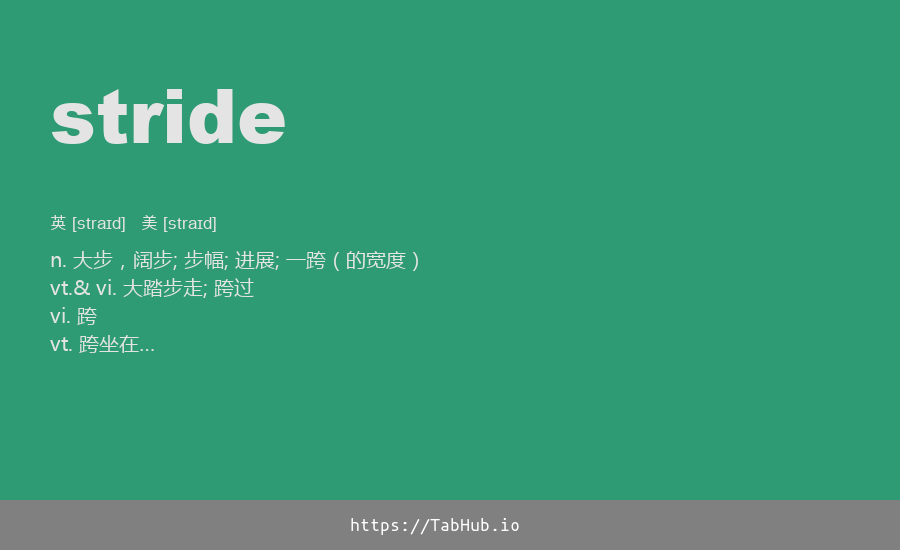 stride
英 [straɪd] 美 [straɪd]
n. 大步，阔步; 步幅; 进展; 一跨（的宽度）
vt.& vi. 大踏步走; 跨过
vi. 跨
vt. 跨坐在…
https://TabHub.io